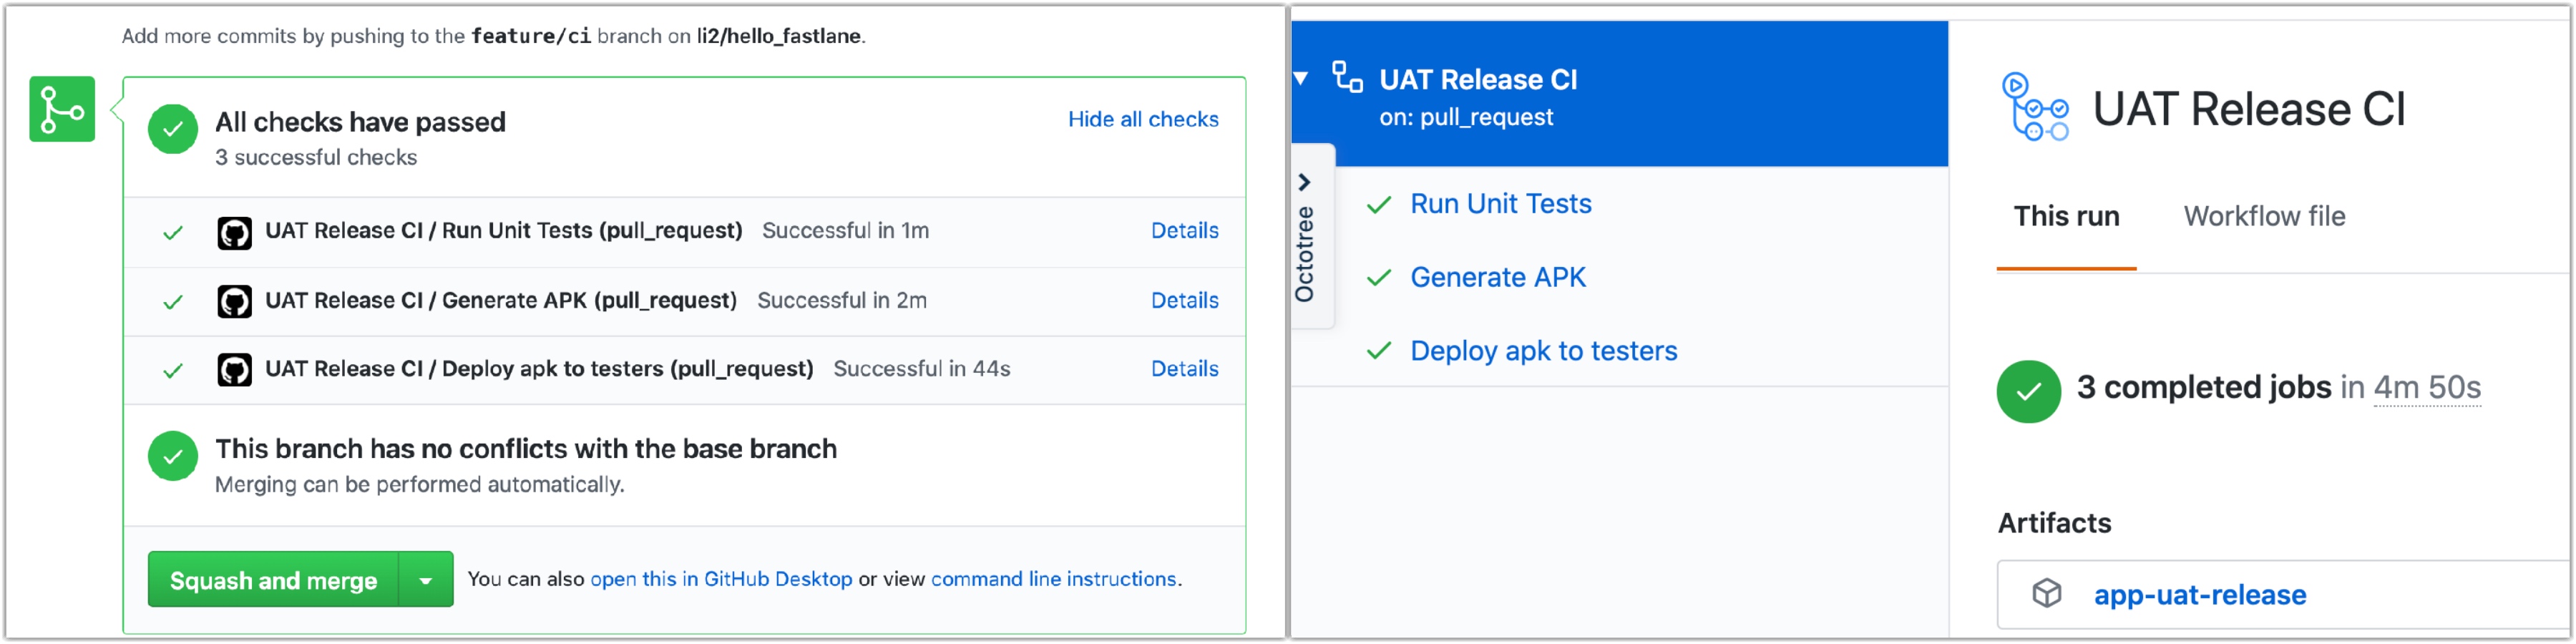 Add more commits by pushing to the feature/ci branch on li2/hello_fastlane.
All checks have passed
Hide all checks
3 successful checks
UAT Release CI / Run Unit Tests (pull_request) Successful in 1m Details
UAT Release CI / Generate APK (pull_request) Successful in 2m Details
UAT Release CI / Deploy apk to testers (pull_request) Successful in 44s Details
This branch has no conflicts with the base branch
Merging can be performed automatically.
Squash and merge
You can also open this in GitHub Desktop or view command line instructions.
UAT Release CI
on: pull_request
Octotree
Run Unit Tests
Generate APK
Deploy apk to testers
UAT Release CI
This run Workflow file
3 completed jobs in 4m 50s
Artifacts
app-uat-release